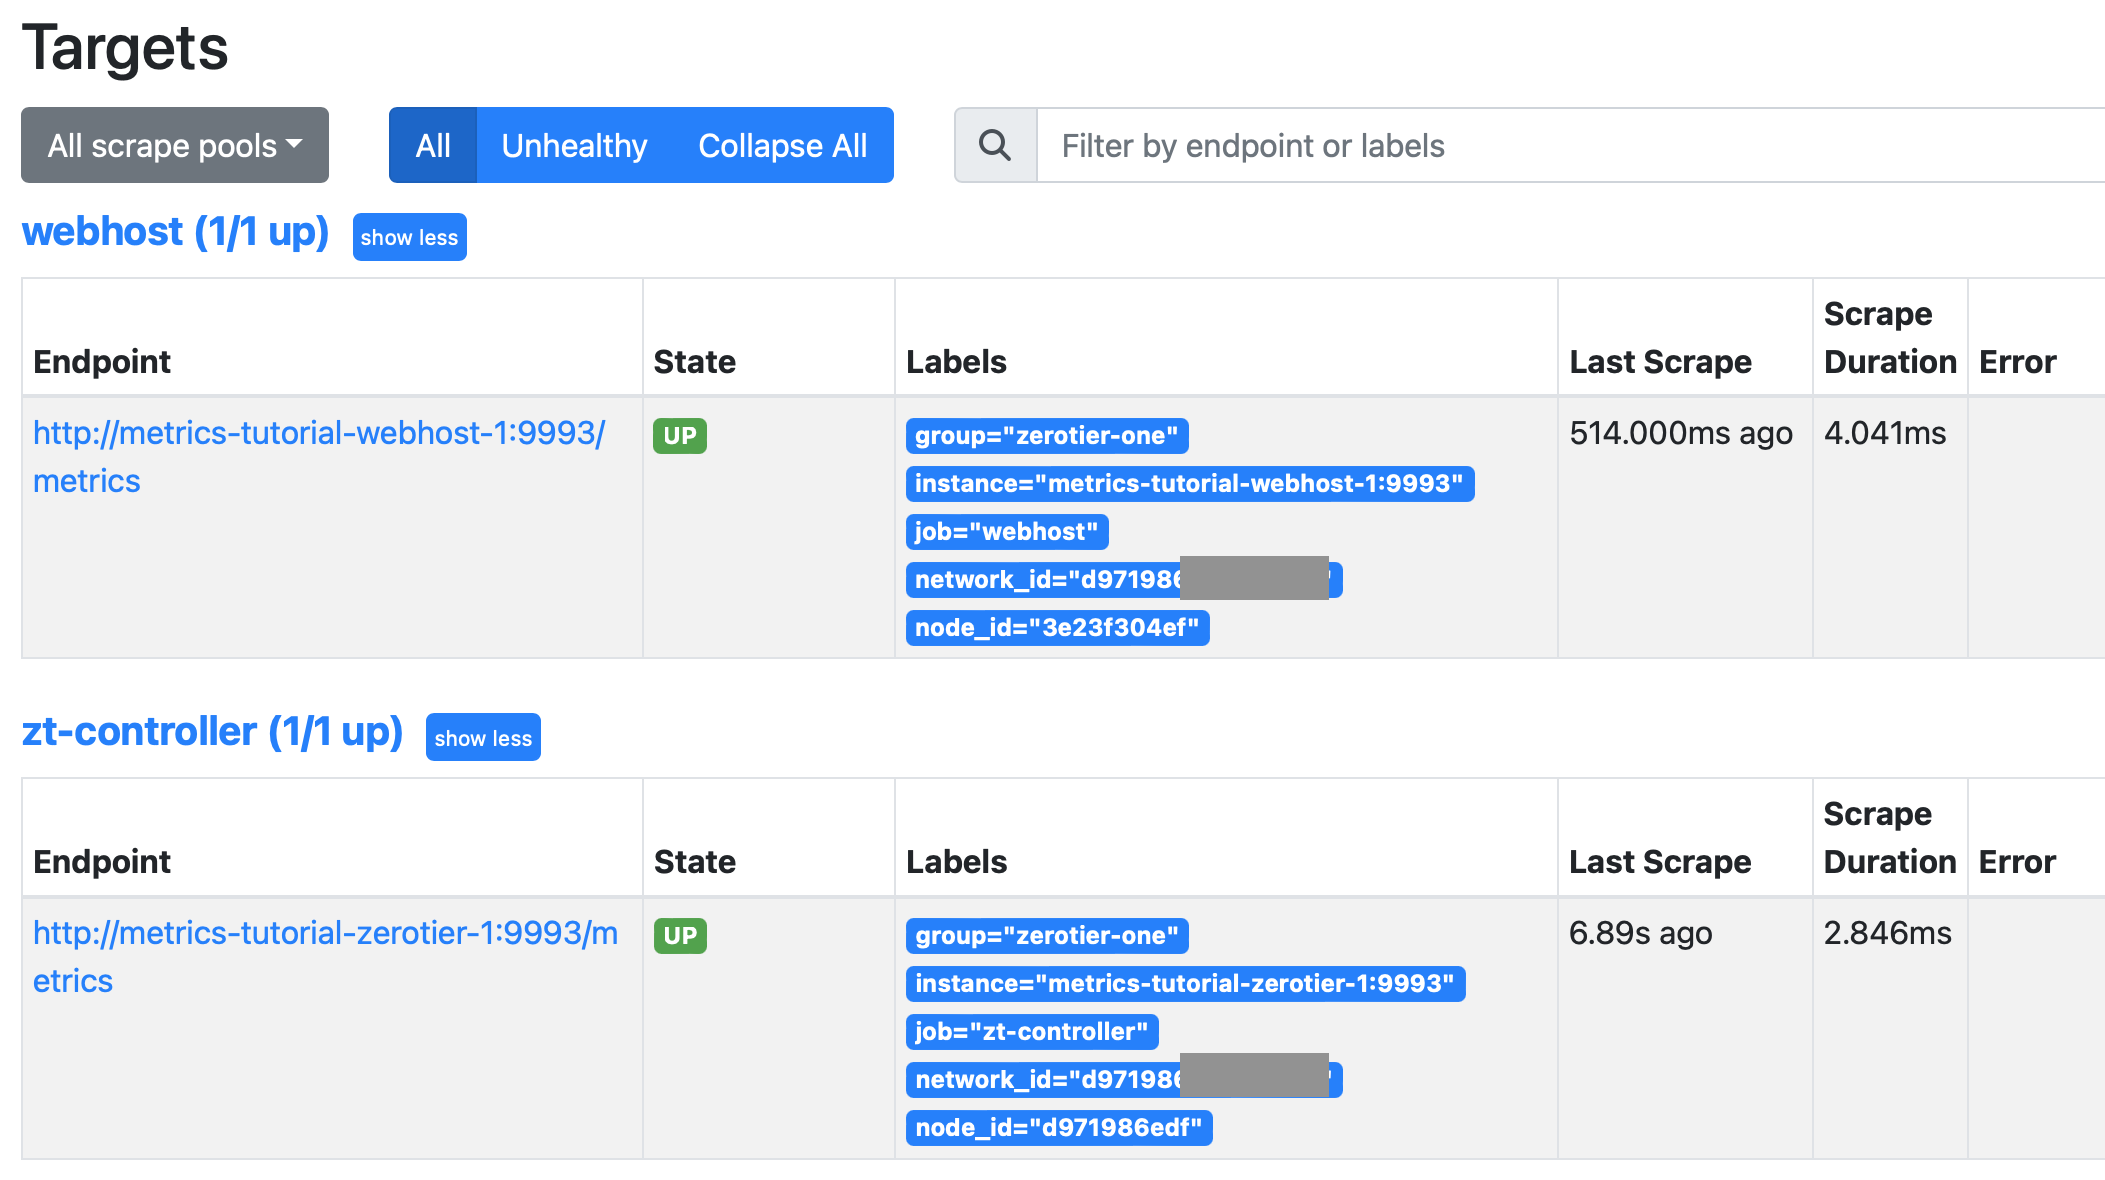 Targets
All scrape pools
All Unhealthy Collapse All
Filter by endpoint or labels
webhost (1/1 up) show less
Endpoint State Labels Last Scrape Scrape Duration Error
http://metrics-tutorial-webhost-1:9993/
metrics
UP
group="zerotier-one"
instance="metrics-tutorial-webhost-1:9993"
job="webhost"
network_id="d971986
node_id="3e23f304ef"
514.000ms ago
4.041ms
zt-controller (1/1 up) show less
Endpoint State Labels Last Scrape Scrape Duration Error
http://metrics-tutorial-zerotier-1:9993/m
etrics
UP
group="zerotier-one"
instance="metrics-tutorial-zerotier-1:9993"
job="zt-controller"
network_id="d971986
node_id="d971986edf"
6.89s ago
2.846ms